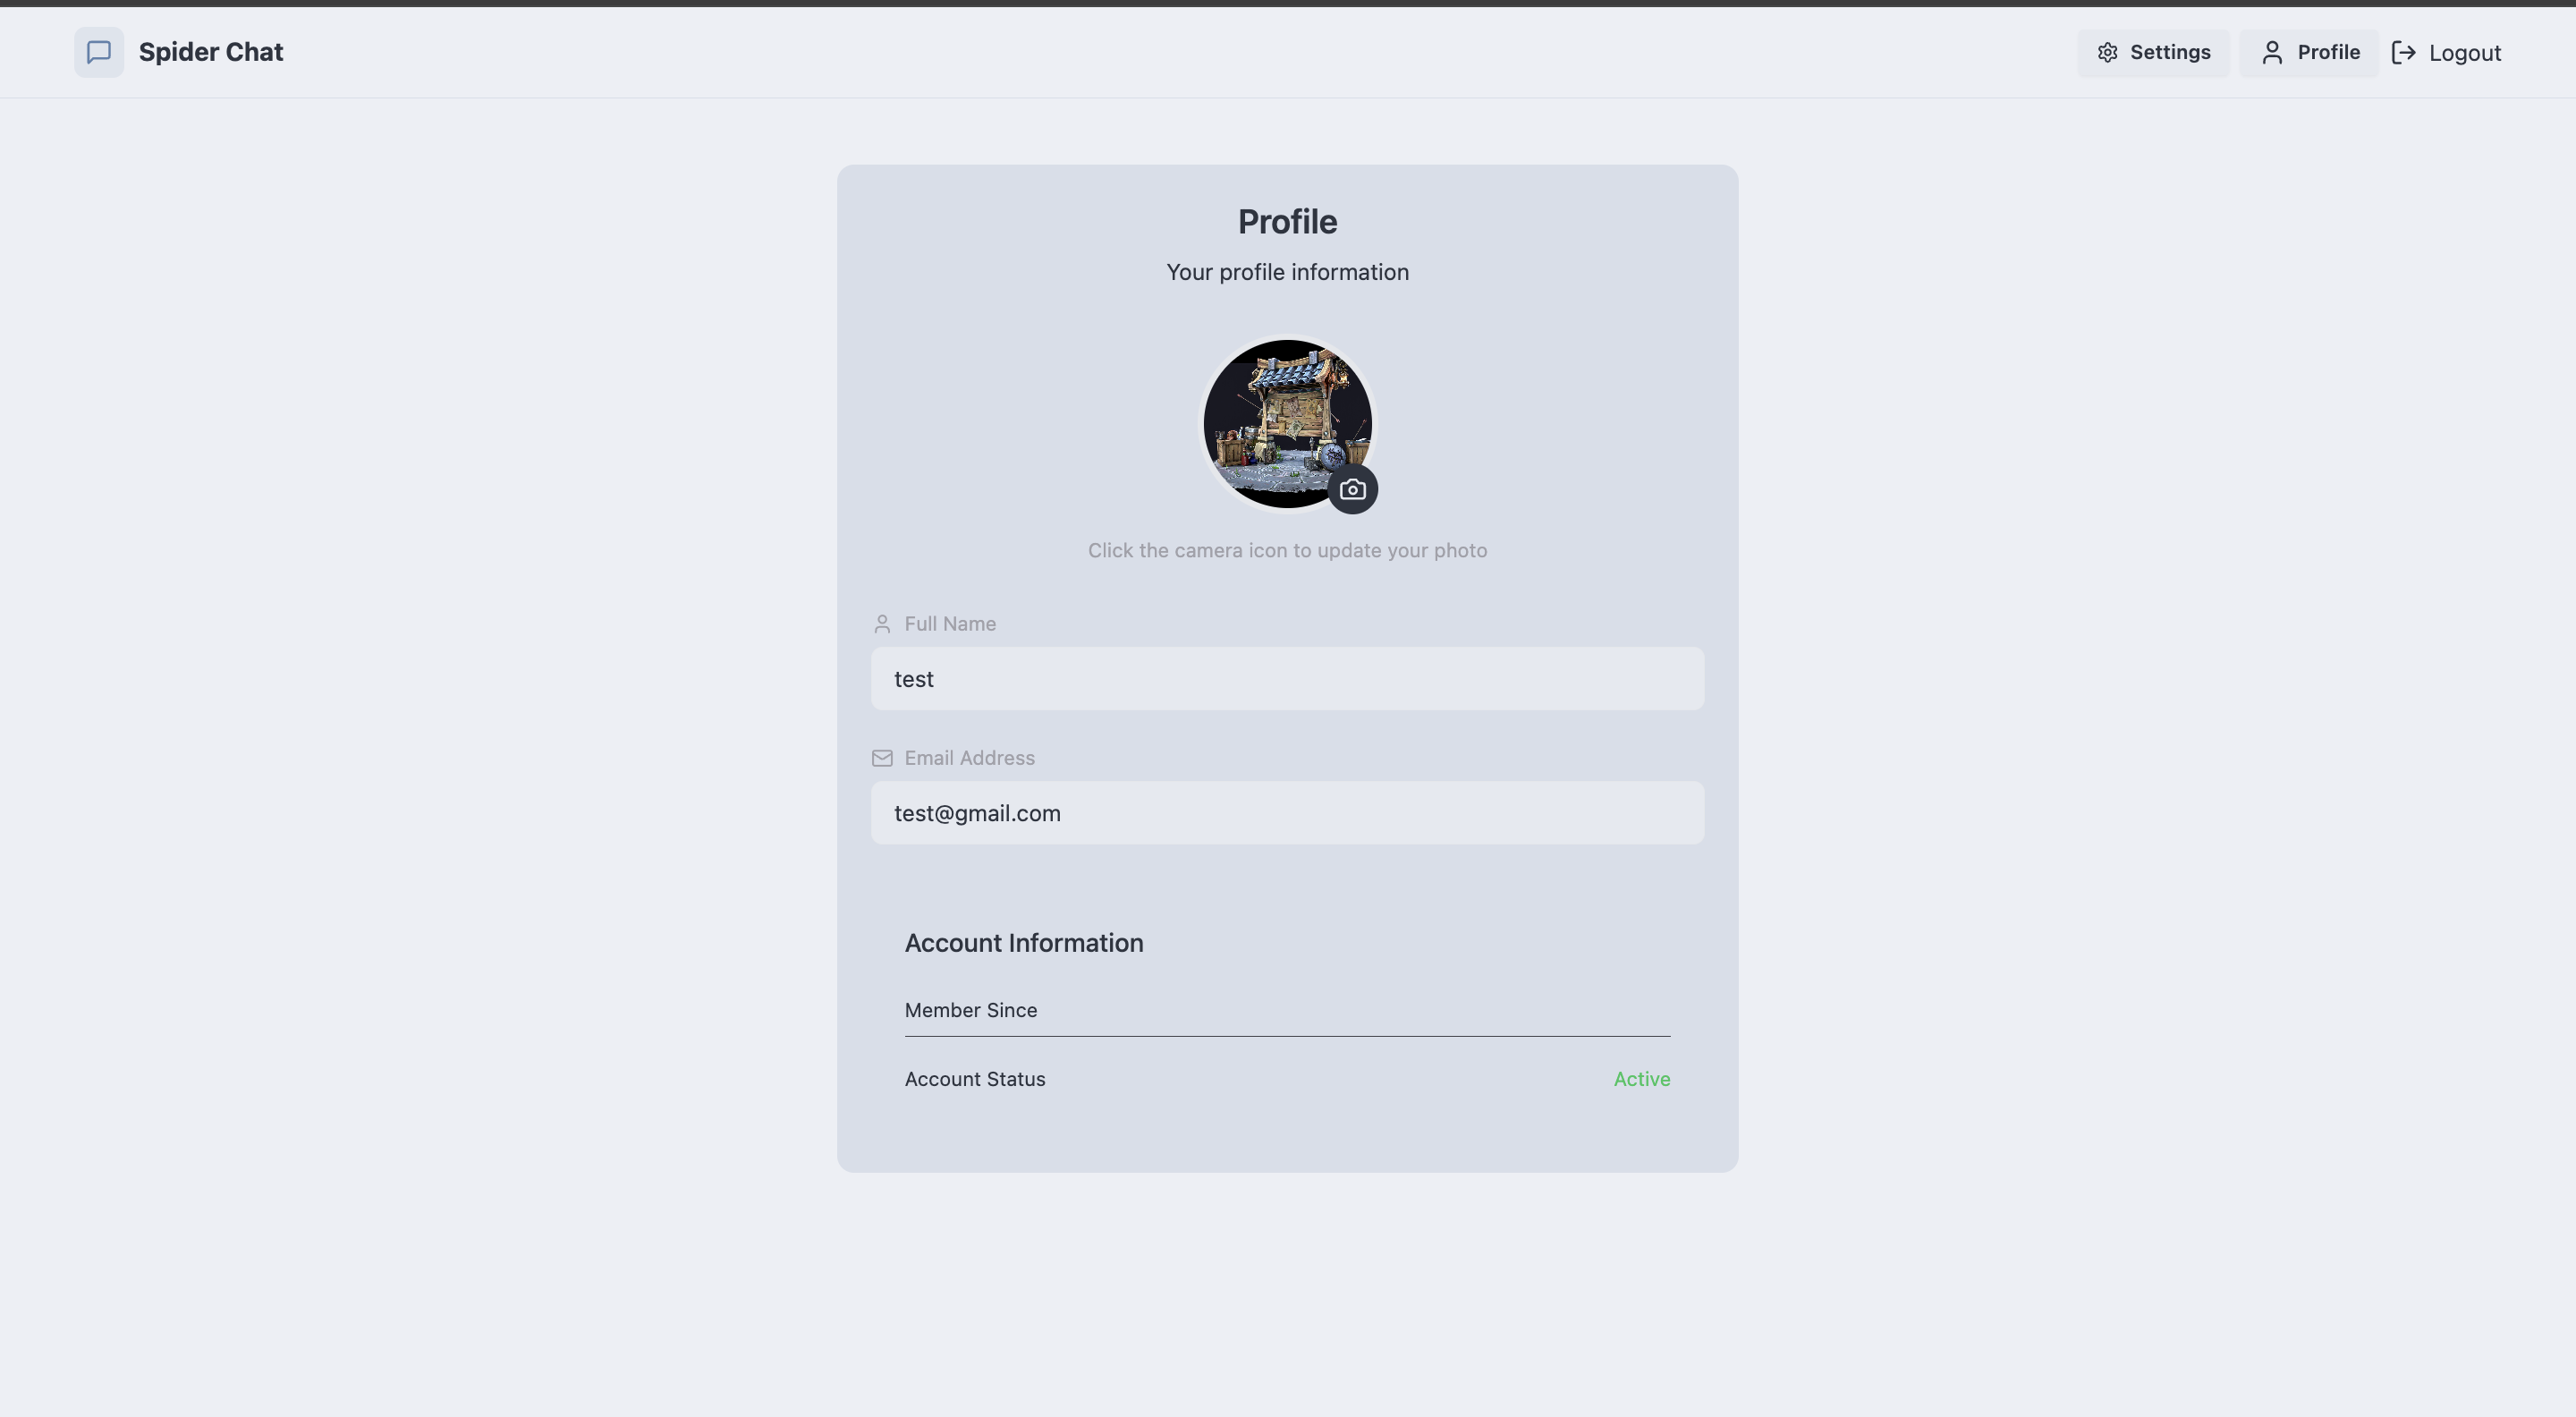 Spider Chat
Settings
Profile
Logout
Profile
Your profile information
Click the camera icon to update your photo
Full Name
test
Email Address
test@gmail.com
Account Information
Member Since
Account Status
Active